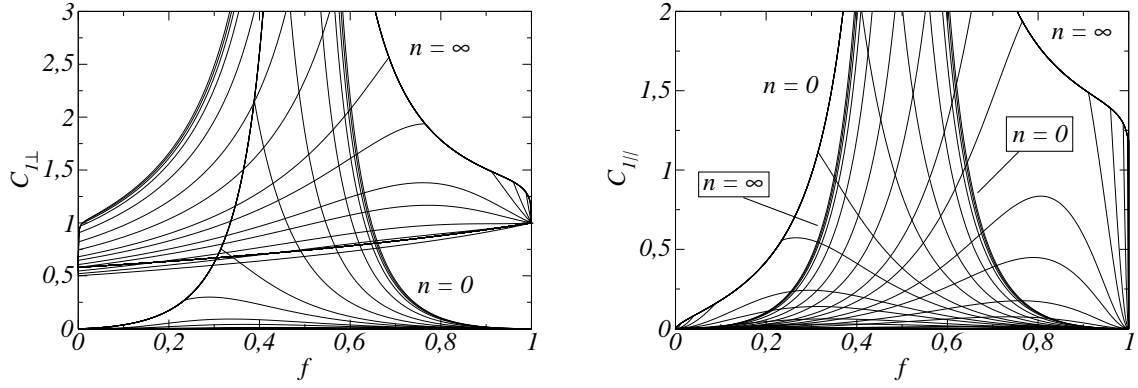 3
2,5
2
1,5
1
0,5
0
C1⊥
n = ∞
n = 0
0 0,2 0,4 0,6 0,8 1
f
2
1,5
1
0,5
0
C1//
n = 0
n = ∞
n = 0
n = ∞
0 0,2 0,4 0,6 0,8 1
f